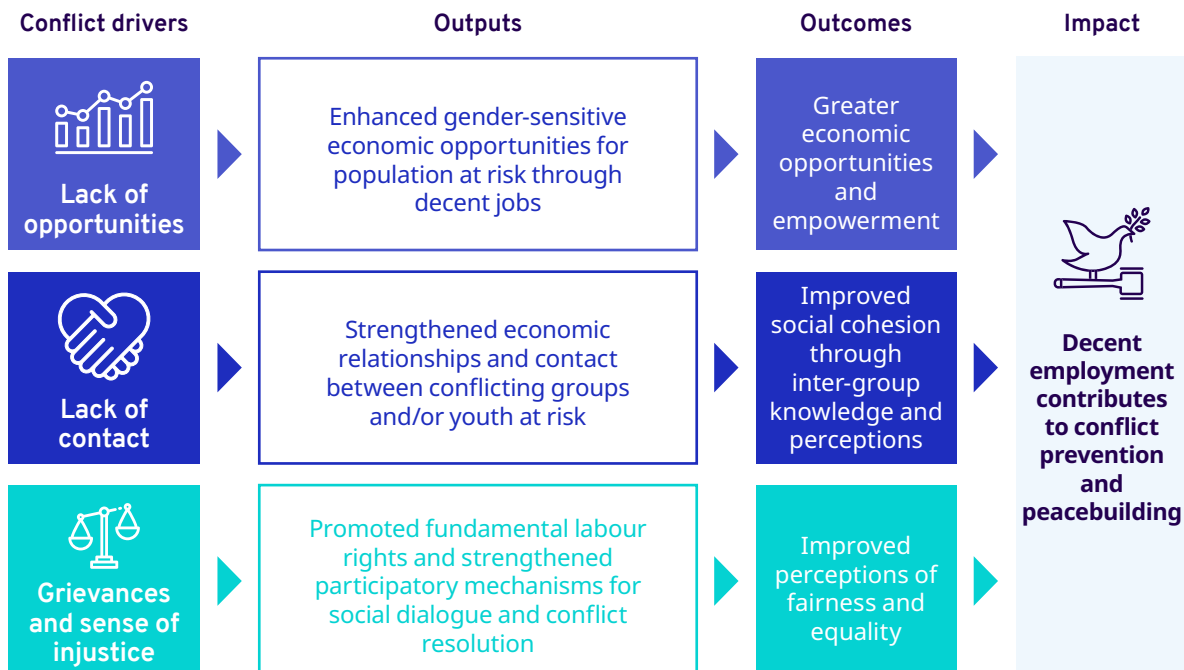 Conflict drivers
Outputs
Outcomes
Impact
Lack of
opportunities
Enhanced gender-sensitive
economic opportunities for
population at risk through
decent jobs
Greater
economic
opportunities
and
empowerment
Lack of
contact
Strengthened economic
relationships and contact
between conflicting groups
and/or youth at risk
Improved
social cohesion
through
inter-group
knowledge and
perceptions
Grievances
and sense of
injustice
Promoted fundamental labour
rights and strengthened
participatory mechanisms for
social dialogue and conflict
resolution
Improved
perceptions of
fairness and
equality
Decent
employment
contributes
to conflict
prevention
and
peacebuilding